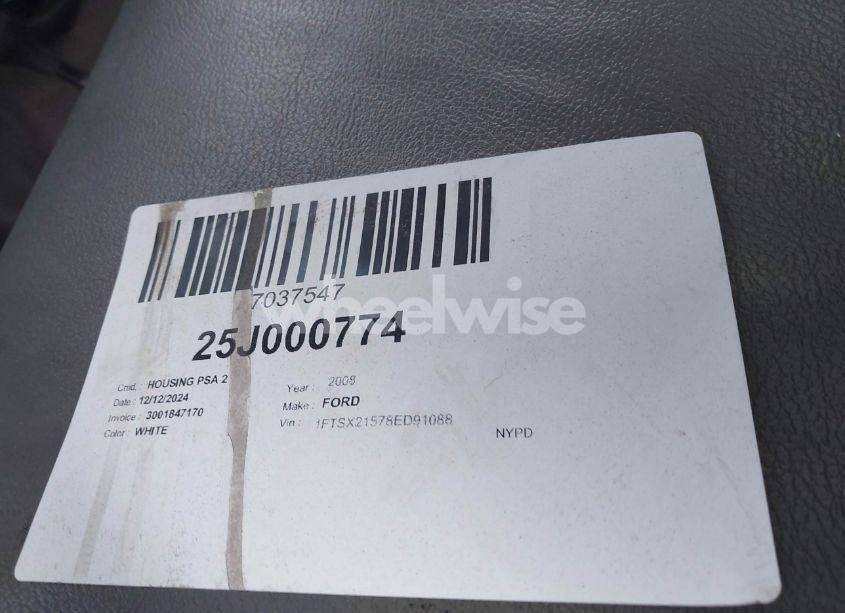 7037547
wheelwise
25J000774
Cmd. HOUSING PSA 2
Date : 12/12/2024
Invoice : 3001847170
Color : WHITE
Year : 2008
Make : FORD
Vin : 1FTSX21578ED91088
NYPD